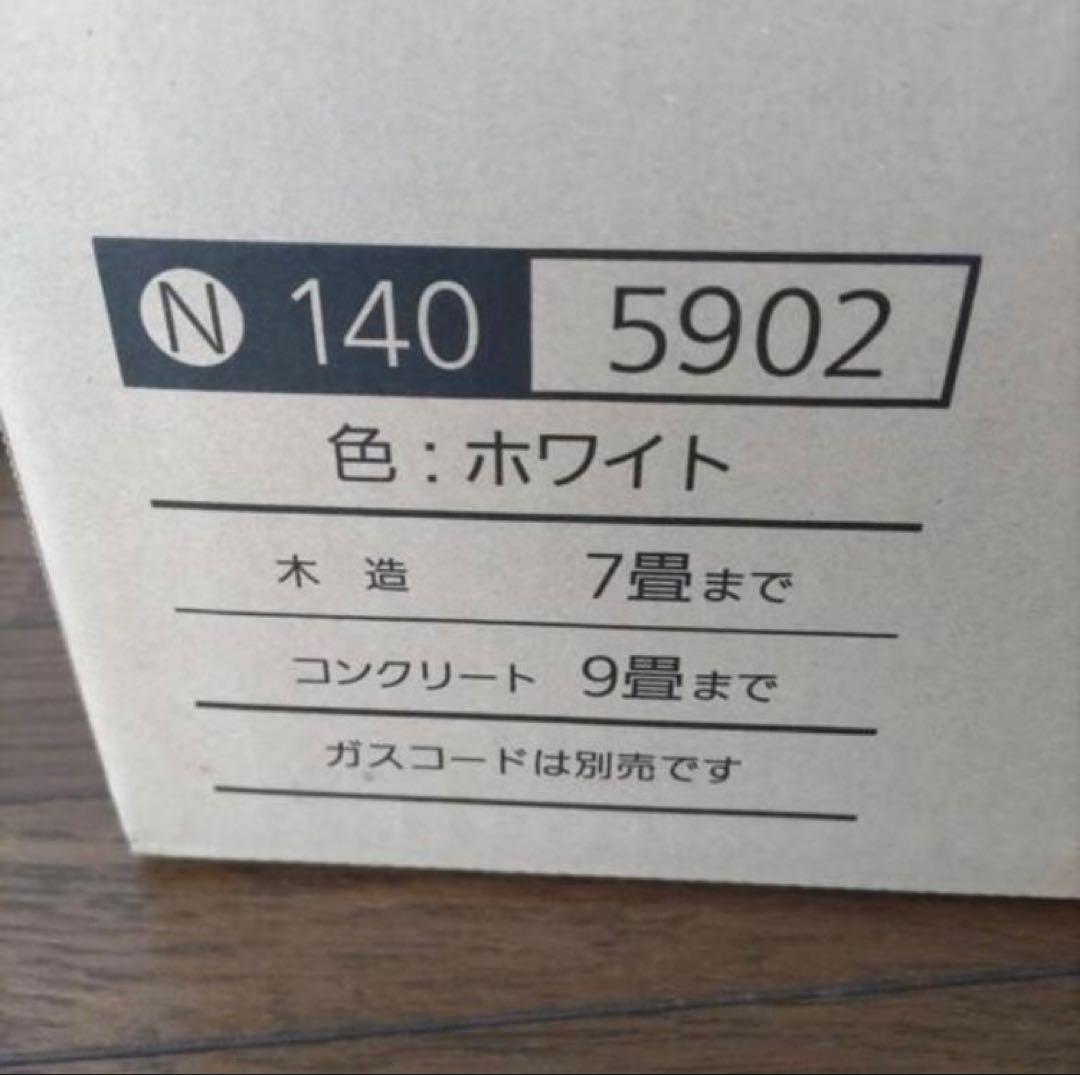 Ⓝ 140 5902
色:ホワイト
木 造 7畳まで
コンクリート 9畳まで
ガスコードは別売です